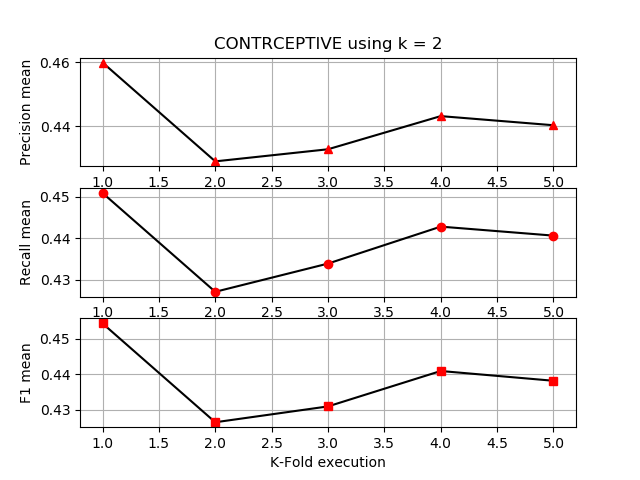 CONTRCEPTIVE using k = 2
Precision mean
0.46
0.44
1.0 1.5 2.0 2.5 3.0 3.5 4.0 4.5 5.0
Recall mean
0.45
0.44
0.43
1.0 1.5 2.0 2.5 3.0 3.5 4.0 4.5 5.0
F1 mean
0.45
0.44
0.43
1.0 1.5 2.0 2.5 3.0 3.5 4.0 4.5 5.0
K-Fold execution